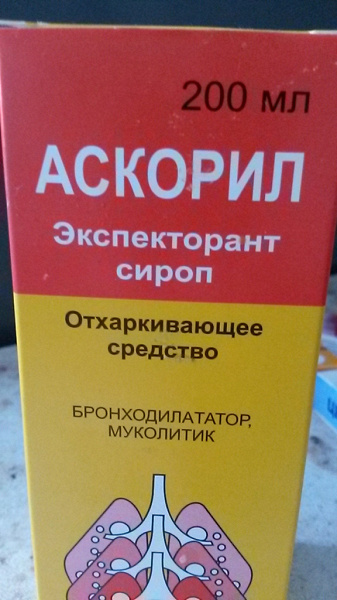 200 мл
АСКОРИЛ
Экспекторант
сироп
Отхаркивающее
средство
БРОНХОДИЛАТАТОР,
МУКОЛИТИК